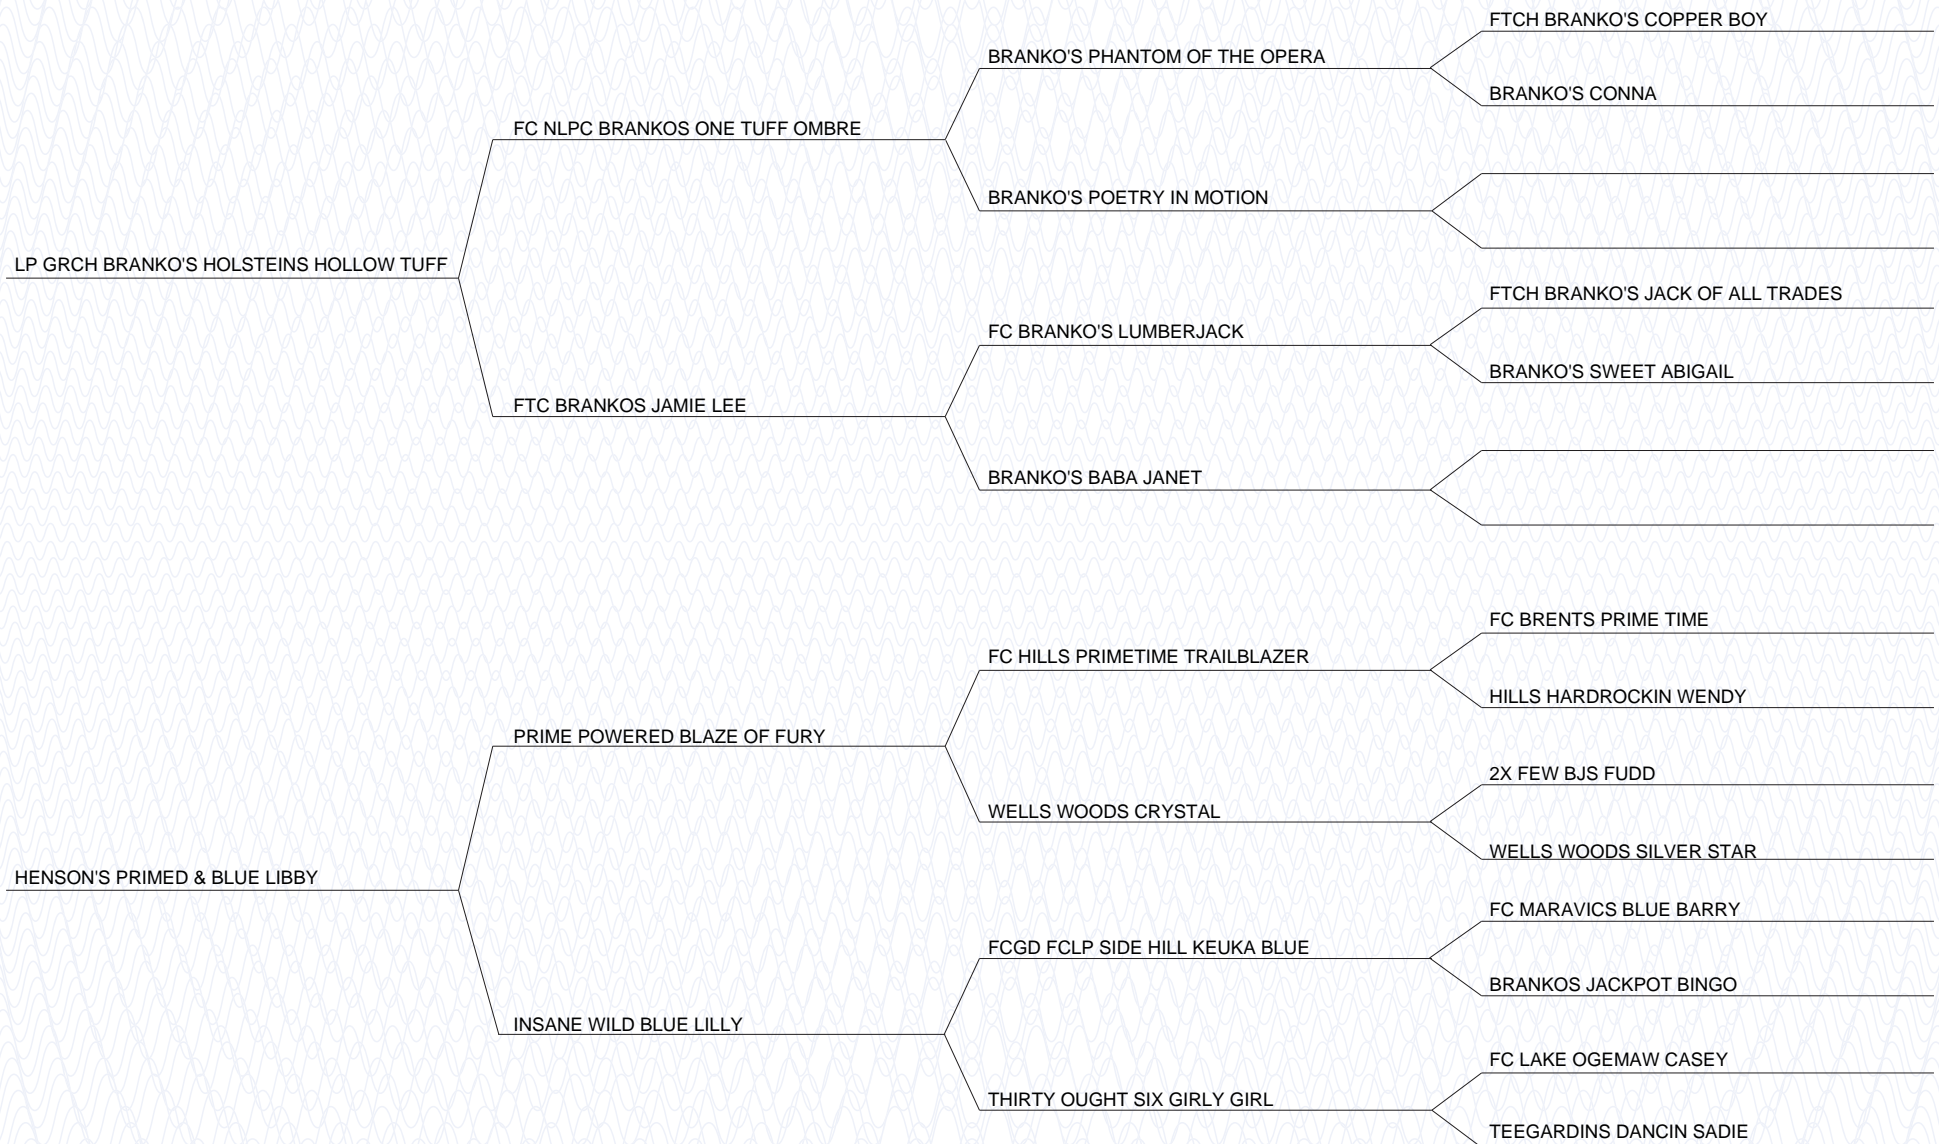 FTCH BRANKO'S COPPER BOY
BRANKO'S PHANTOM OF THE OPERA
BRANKO'S CONNA
FC NLPC BRANKOS ONE TUFF OMBRE
BRANKO'S POETRY IN MOTION
LP GRCH BRANKO'S HOLSTEINS HOLLOW TUFF
FTCH BRANKO'S JACK OF ALL TRADES
FC BRANKO'S LUMBERJACK
BRANKO'S SWEET ABIGAIL
FTC BRANKOS JAMIE LEE
BRANKO'S BABA JANET
FC BRENTS PRIME TIME
FC HILLS PRIMETIME TRAILBLAZER
HILLS HARDROCKIN WENDY
PRIME POWERED BLAZE OF FURY
2X FEW BJS FUDD
WELLS WOODS CRYSTAL
WELLS WOODS SILVER STAR
HENSON'S PRIMED & BLUE LIBBY
FC MARAVICS BLUE BARRY
FCGD FCLP SIDE HILL KEUKA BLUE
BRANKOS JACKPOT BINGO
INSANE WILD BLUE LILLY
FC LAKE OGEMAW CASEY
THIRTY OUGHT SIX GIRLY GIRL
TEEGARDINS DANCIN SADIE